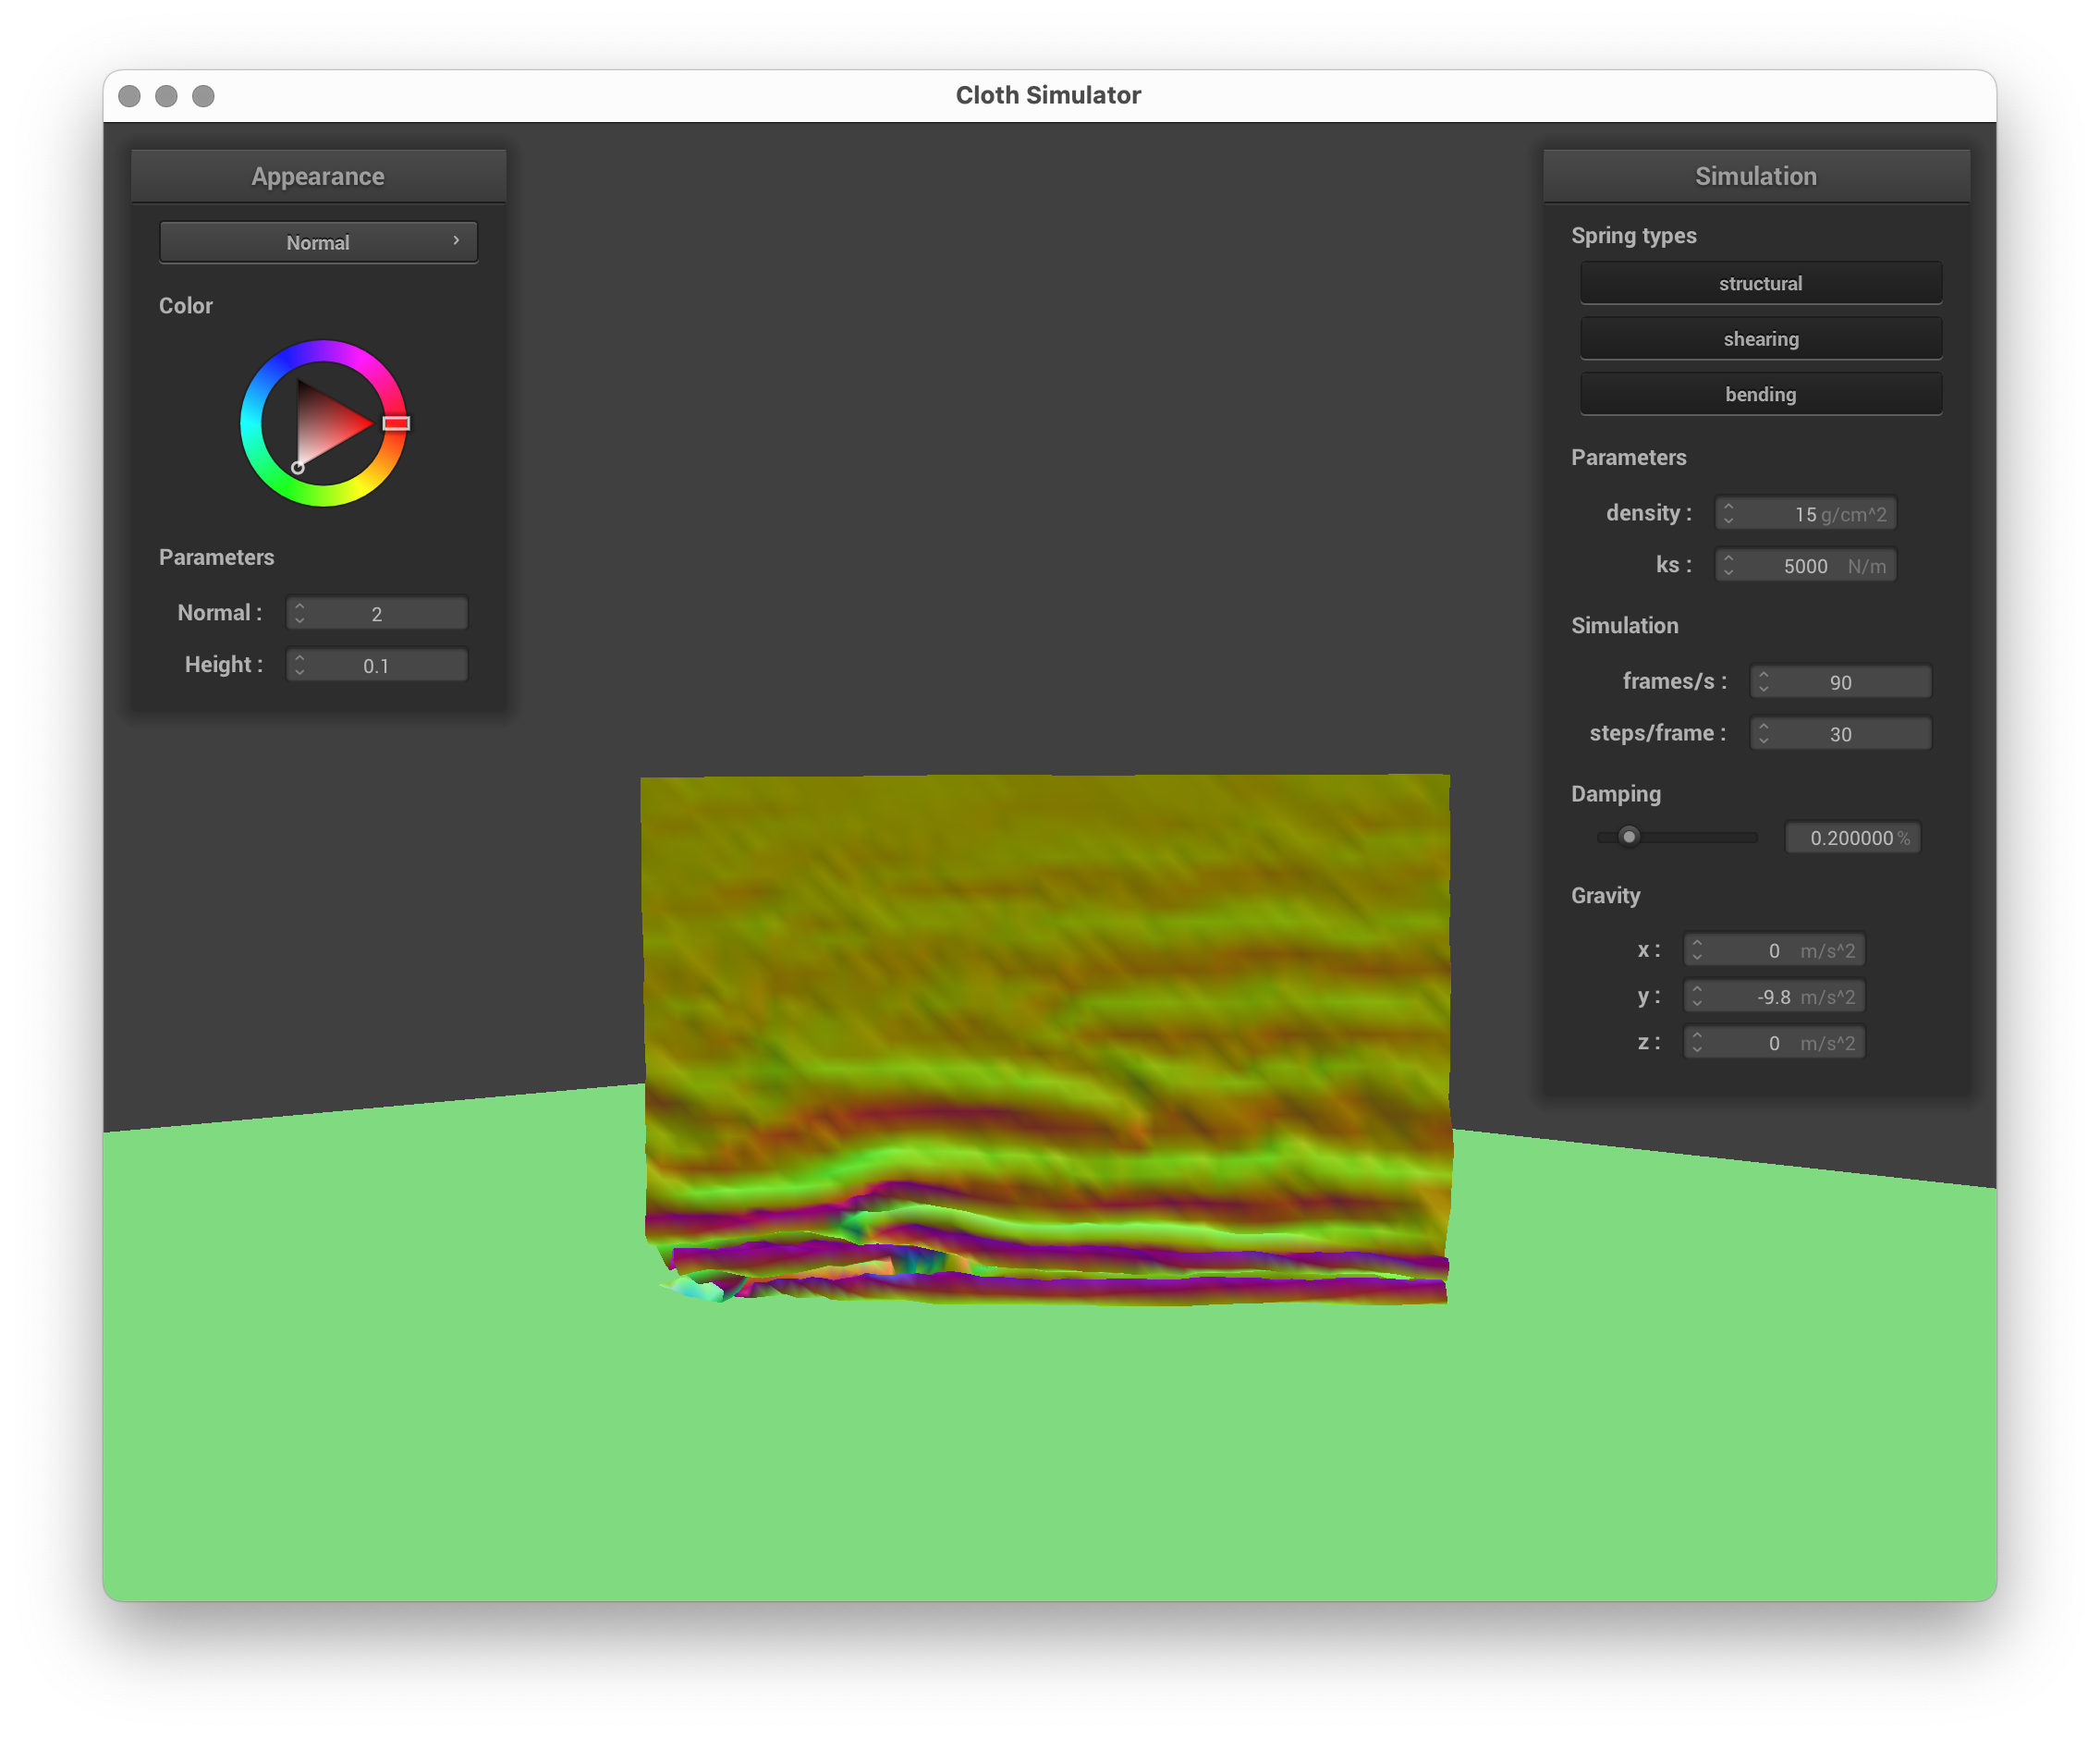 Cloth Simulator
Appearance
Normal
Color
Parameters
Normal : 2
Height : 0.1
Simulation
Spring types
structural
shearing
bending
Parameters
density : 15 g/cm^2
ks : 5000 N/m
Simulation
frames/s : 90
steps/frame : 30
Damping
0.200000 %
Gravity
x : 0 m/s^2
y : -9.8 m/s^2
z : 0 m/s^2